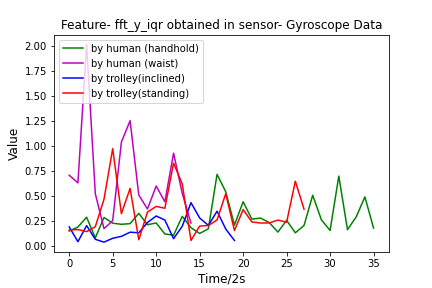 Feature- fft_y_iqr obtained in sensor- Gyroscope Data
by human (handhold)
by human (waist)
by trolley(inclined)
by trolley(standing)
Value
2.00
1.75
1.50
1.25
1.00
0.75
0.50
0.25
0.00
0 5 10 15 20 25 30 35
Time/2s